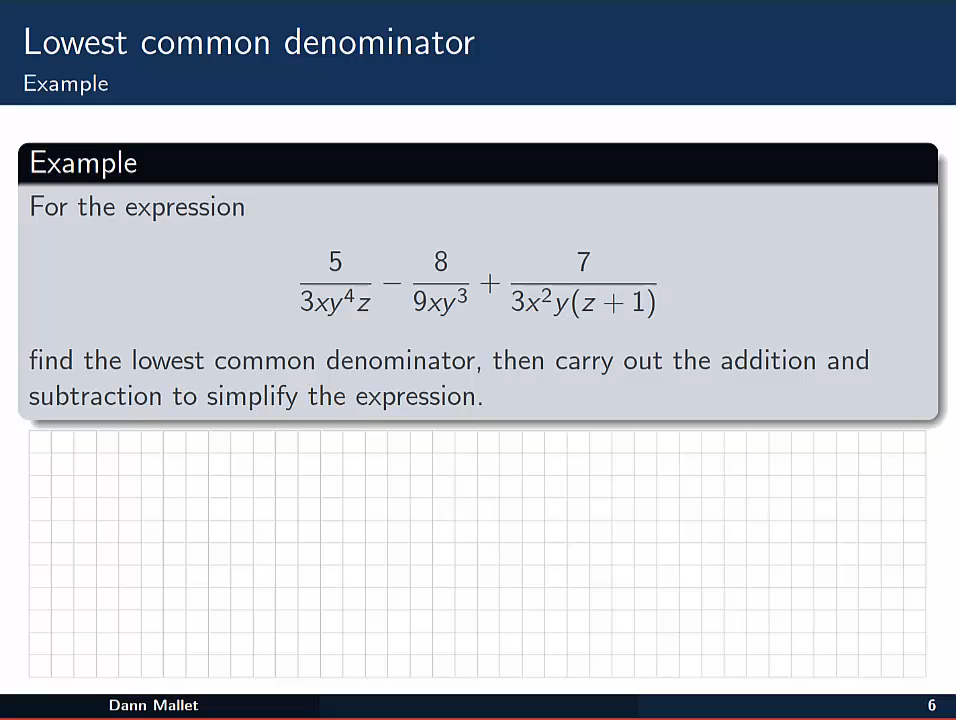 Lowest common denominator
Example
Example
For the expression
5/(3xy⁴z) − 8/(9xy³) + 7/(3x²y(z + 1))
find the lowest common denominator, then carry out the addition and
subtraction to simplify the expression.
Dann Mallet 6